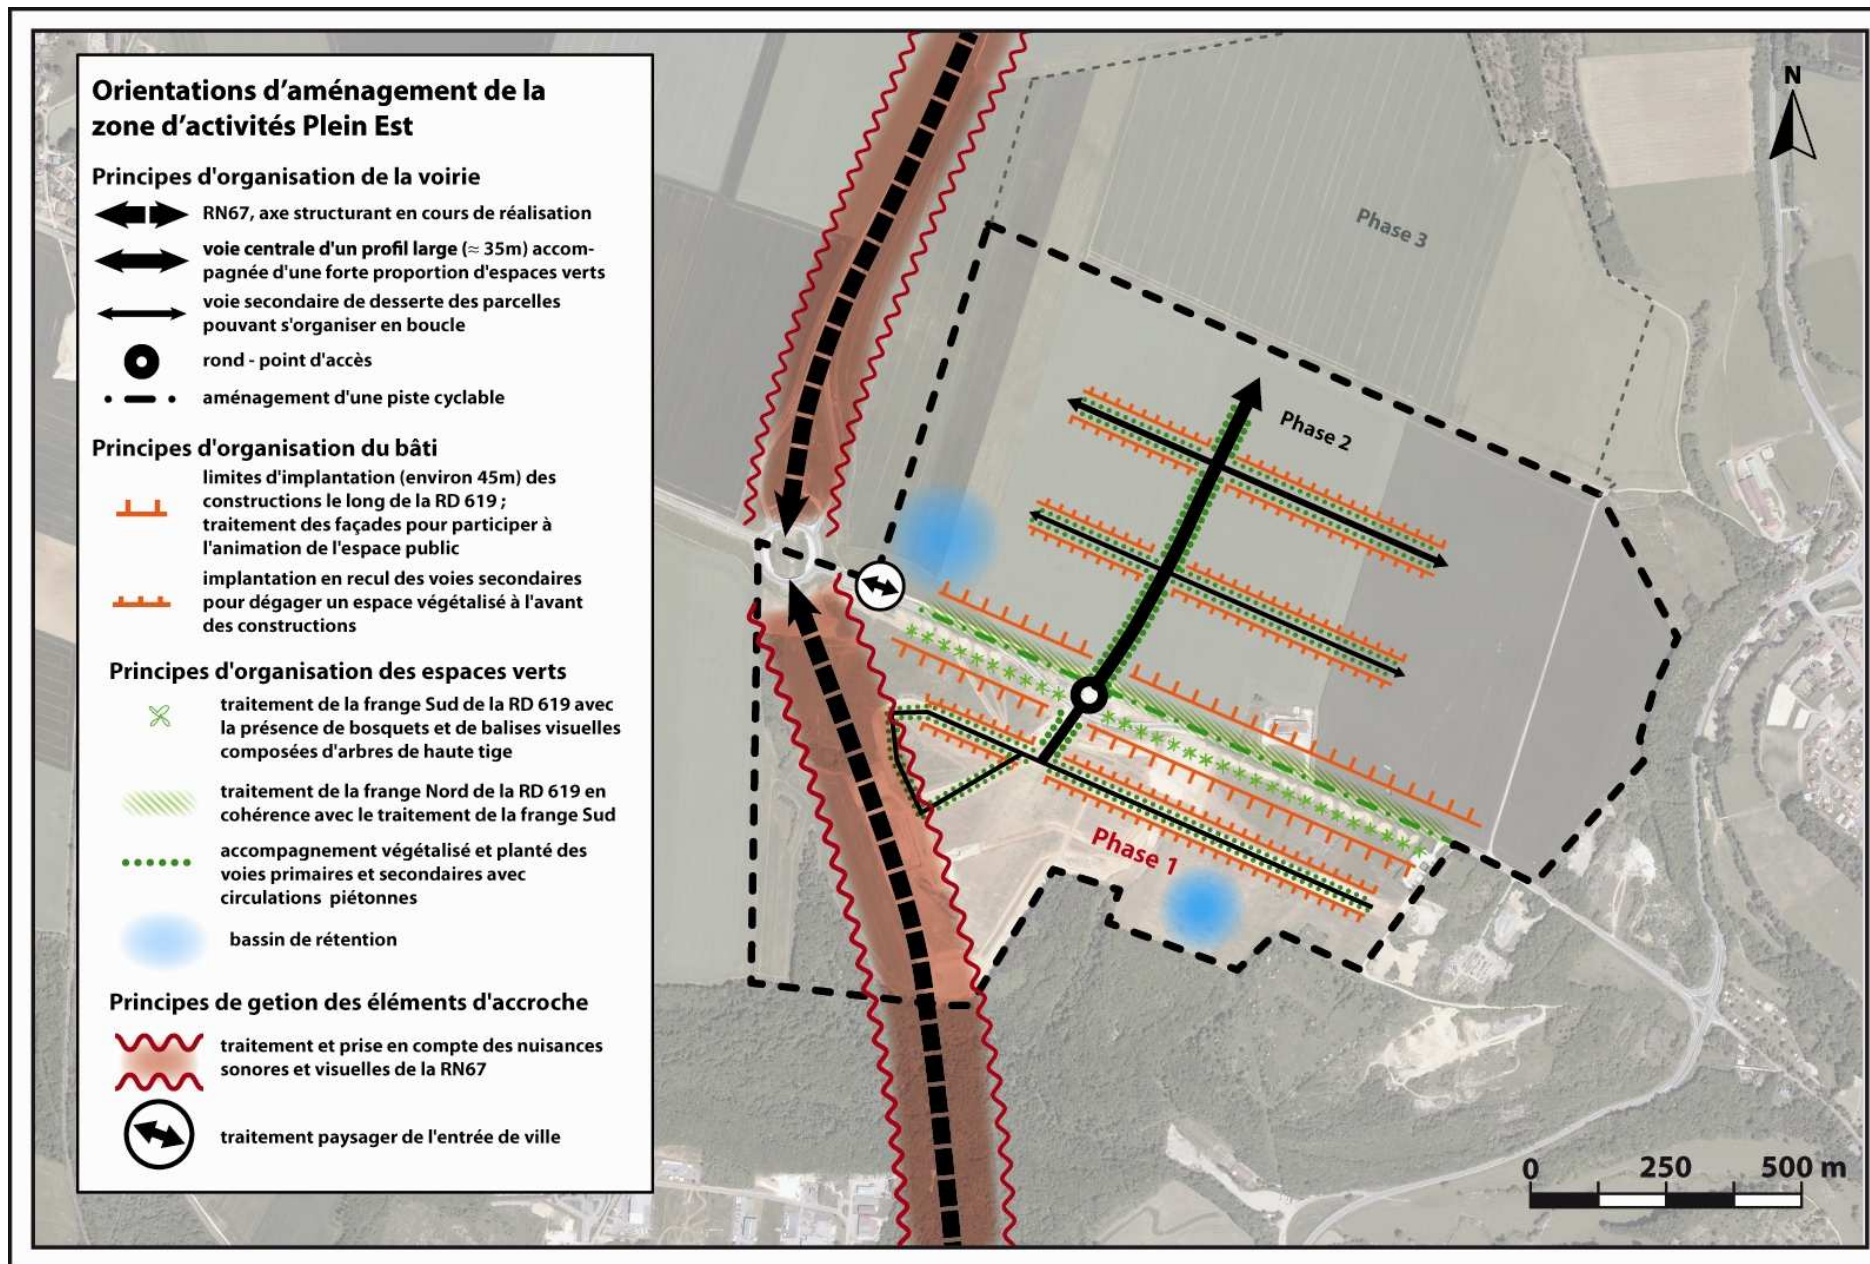 Orientations d'aménagement de la
zone d'activités Plein Est
Principes d'organisation de la voirie
RN67, axe structurant en cours de réalisation
voie centrale d'un profil large (≈ 35m) accom-
pagnée d'une forte proportion d'espaces verts
voie secondaire de desserte des parcelles
pouvant s'organiser en boucle
rond - point d'accès
aménagement d'une piste cyclable
Principes d'organisation du bâti
limites d'implantation (environ 45m) des
constructions le long de la RD 619 ;
traitement des façades pour participer à
l'animation de l'espace public
implantation en recul des voies secondaires
pour dégager un espace végétalisé à l'avant
des constructions
Principes d'organisation des espaces verts
traitement de la frange Sud de la RD 619 avec
la présence de bosquets et de balises visuelles
composées d'arbres de haute tige
traitement de la frange Nord de la RD 619 en
cohérence avec le traitement de la frange Sud
accompagnement végétalisé et planté des
voies primaires et secondaires avec
circulations piétonnes
bassin de rétention
Principes de getion des éléments d'accroche
traitement et prise en compte des nuisances
sonores et visuelles de la RN67
traitement paysager de l'entrée de ville
N
Phase 3
Phase 2
Phase 1
0 250 500 m